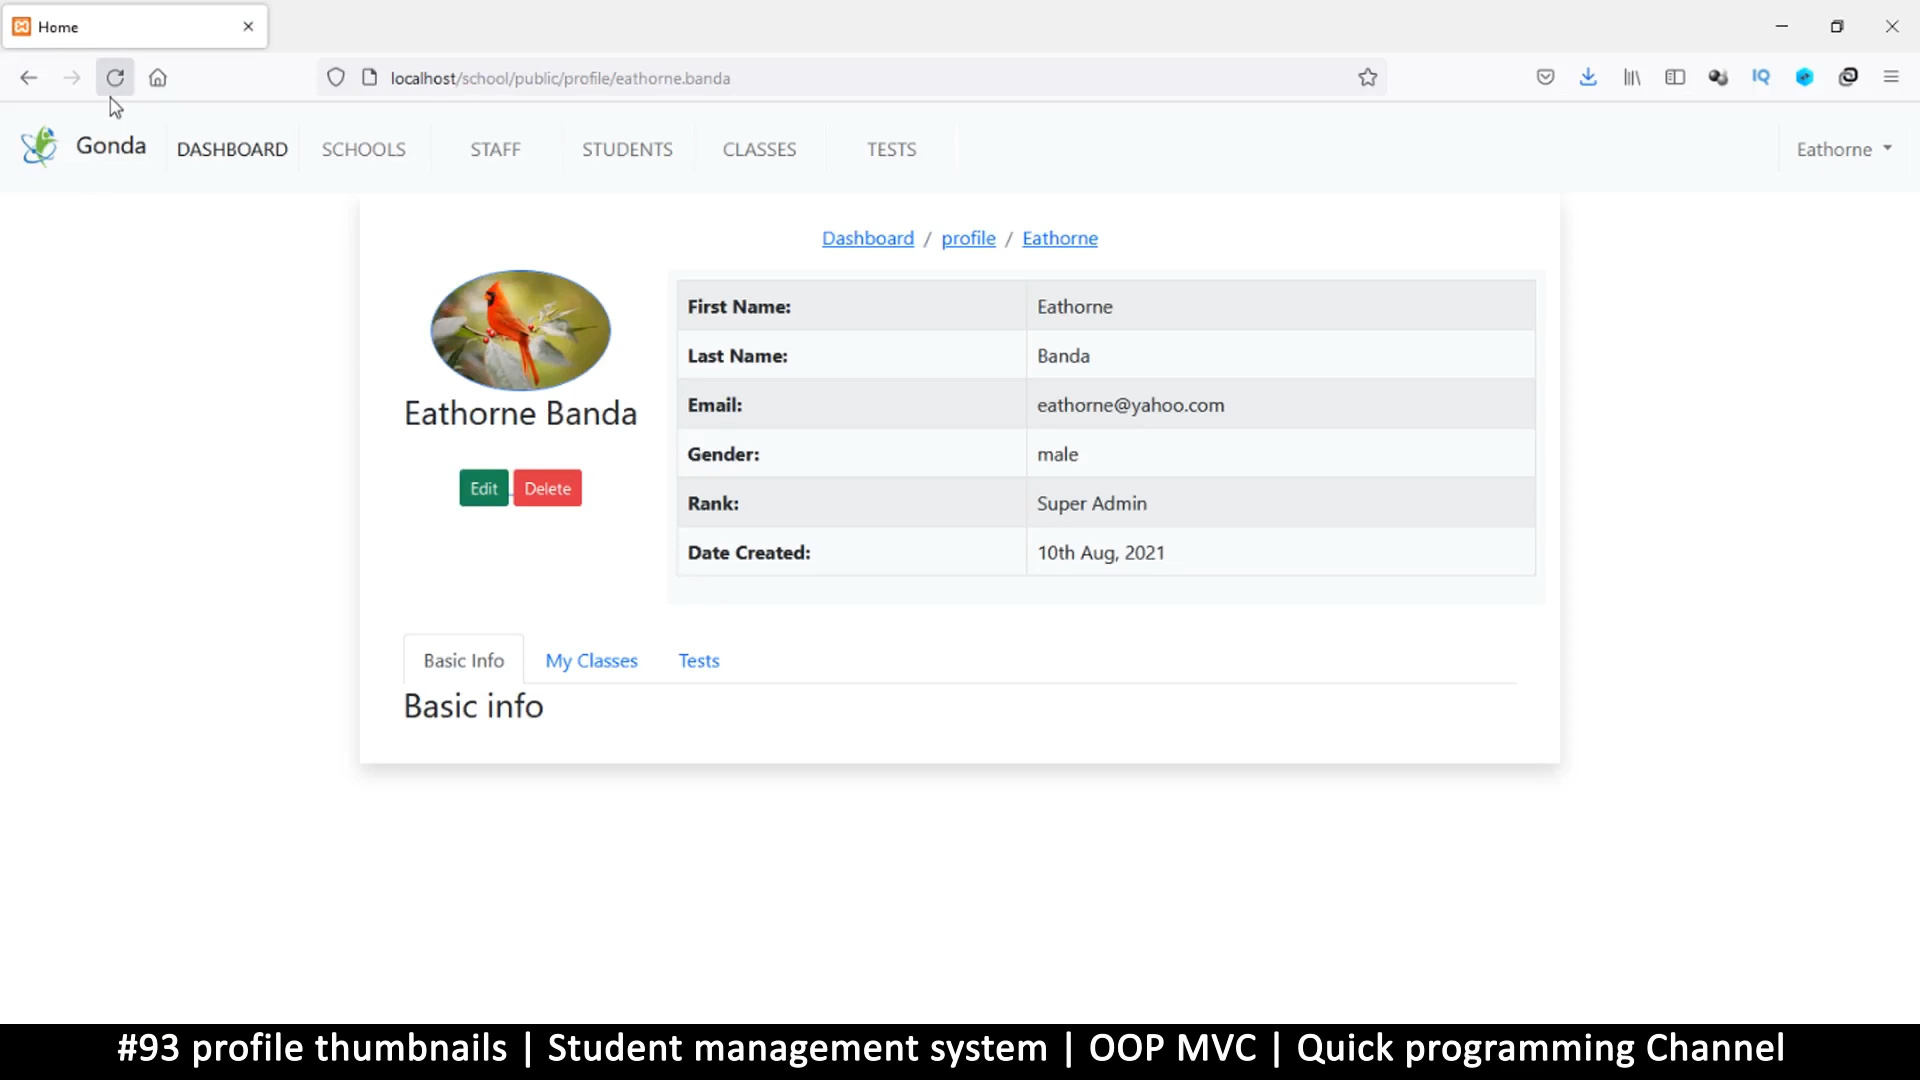 Home
localhost/school/public/profile/eathorne.banda
IQ
Gonda
DASHBOARD
SCHOOLS
STAFF
STUDENTS
CLASSES
TESTS
Eathorne
Dashboard / profile / Eathorne
Eathorne Banda
Edit Delete
First Name: Eathorne
Last Name: Banda
Email: eathorne@yahoo.com
Gender: male
Rank: Super Admin
Date Created: 10th Aug, 2021
Basic Info My Classes Tests
Basic info
#93 profile thumbnails | Student management system | OOP MVC | Quick programming Channel